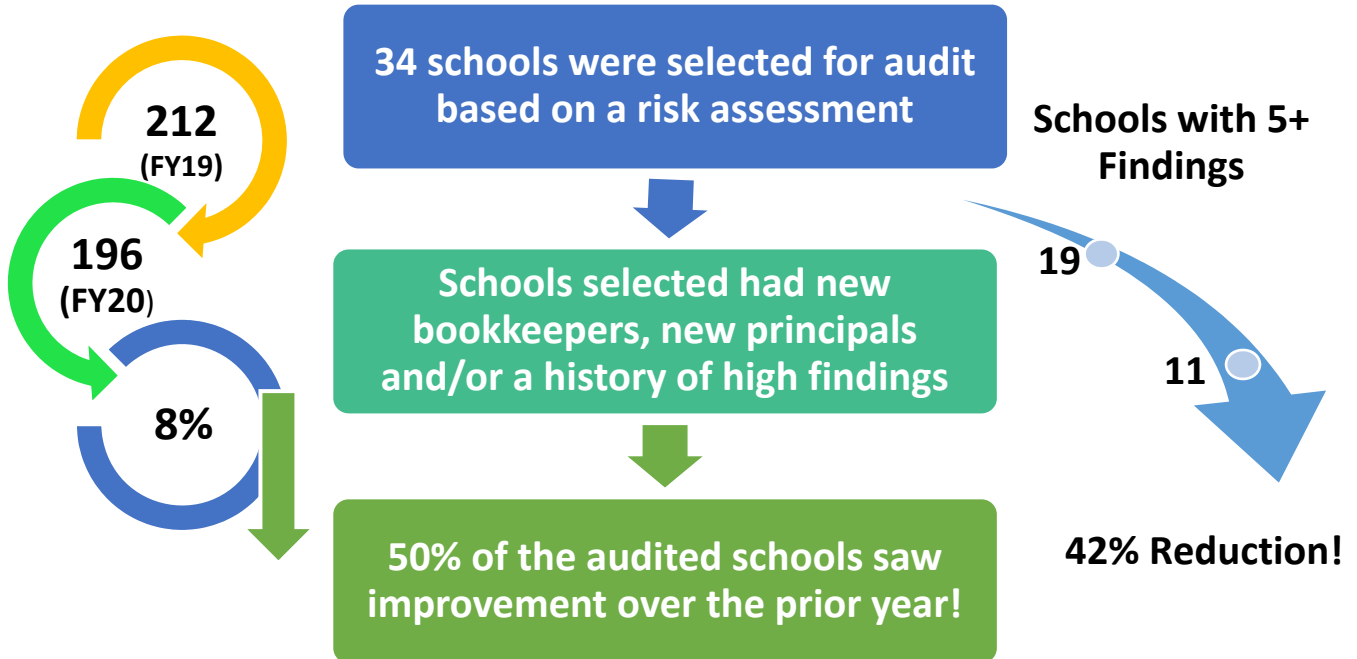 212
(FY19)
196
(FY20)
8%
34 schools were selected for audit
based on a risk assessment
Schools selected had new
bookkeepers, new principals
and/or a history of high findings
50% of the audited schools saw
improvement over the prior year!
Schools with 5+
Findings
19
11
42% Reduction!